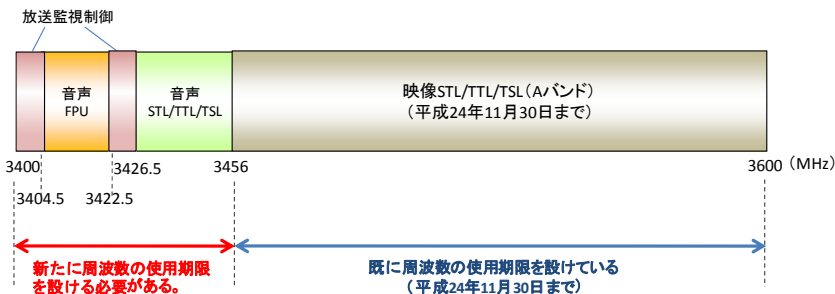 放送監視制御
音声
FPU
音声
STL/TTL/TSL
映像STL/TTL/TSL(Aバンド)
(平成24年11月30日まで)
3400
3426.5
3456
3600 (MHz)
3404.5
3422.5
新たに周波数の使用期限
を設ける必要がある。
既に周波数の使用期限を設けている
(平成24年11月30日まで)